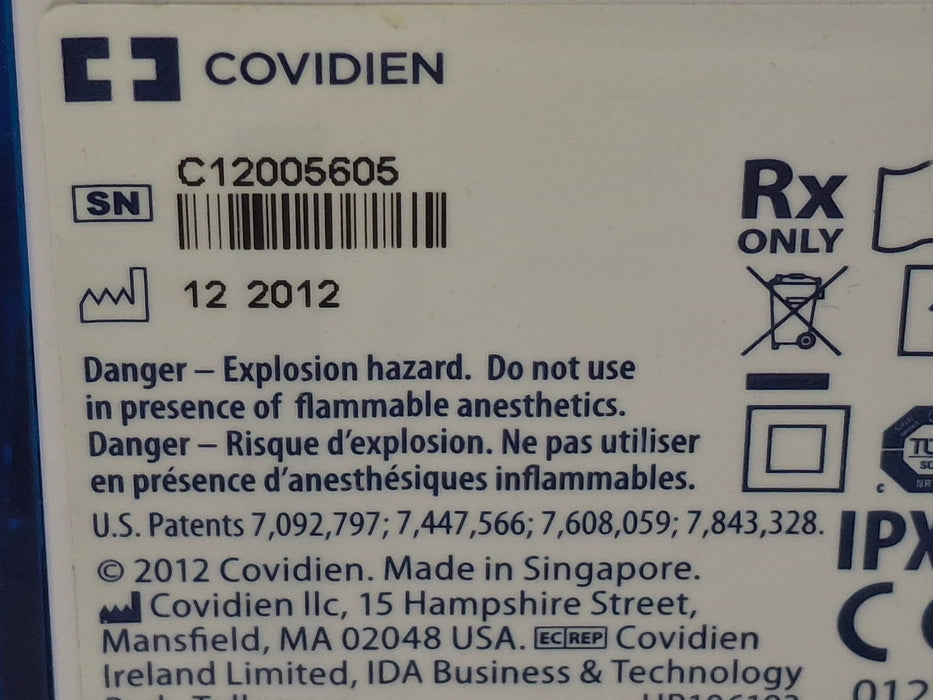 COVIDIEN
C12005605
SN
12 2012
Rx
ONLY
Danger – Explosion hazard. Do not use
in presence of flammable anesthetics.
Danger – Risque d’explosion. Ne pas utiliser
en présence d’anesthésiques inflammables.
U.S. Patents 7,092,797; 7,447,566; 7,608,059; 7,843,328.
© 2012 Covidien. Made in Singapore.
Covidien llc, 15 Hampshire Street,
Mansfield, MA 02048 USA. EC REP Covidien
Ireland Limited, IDA Business & Technology
c
IPX
012